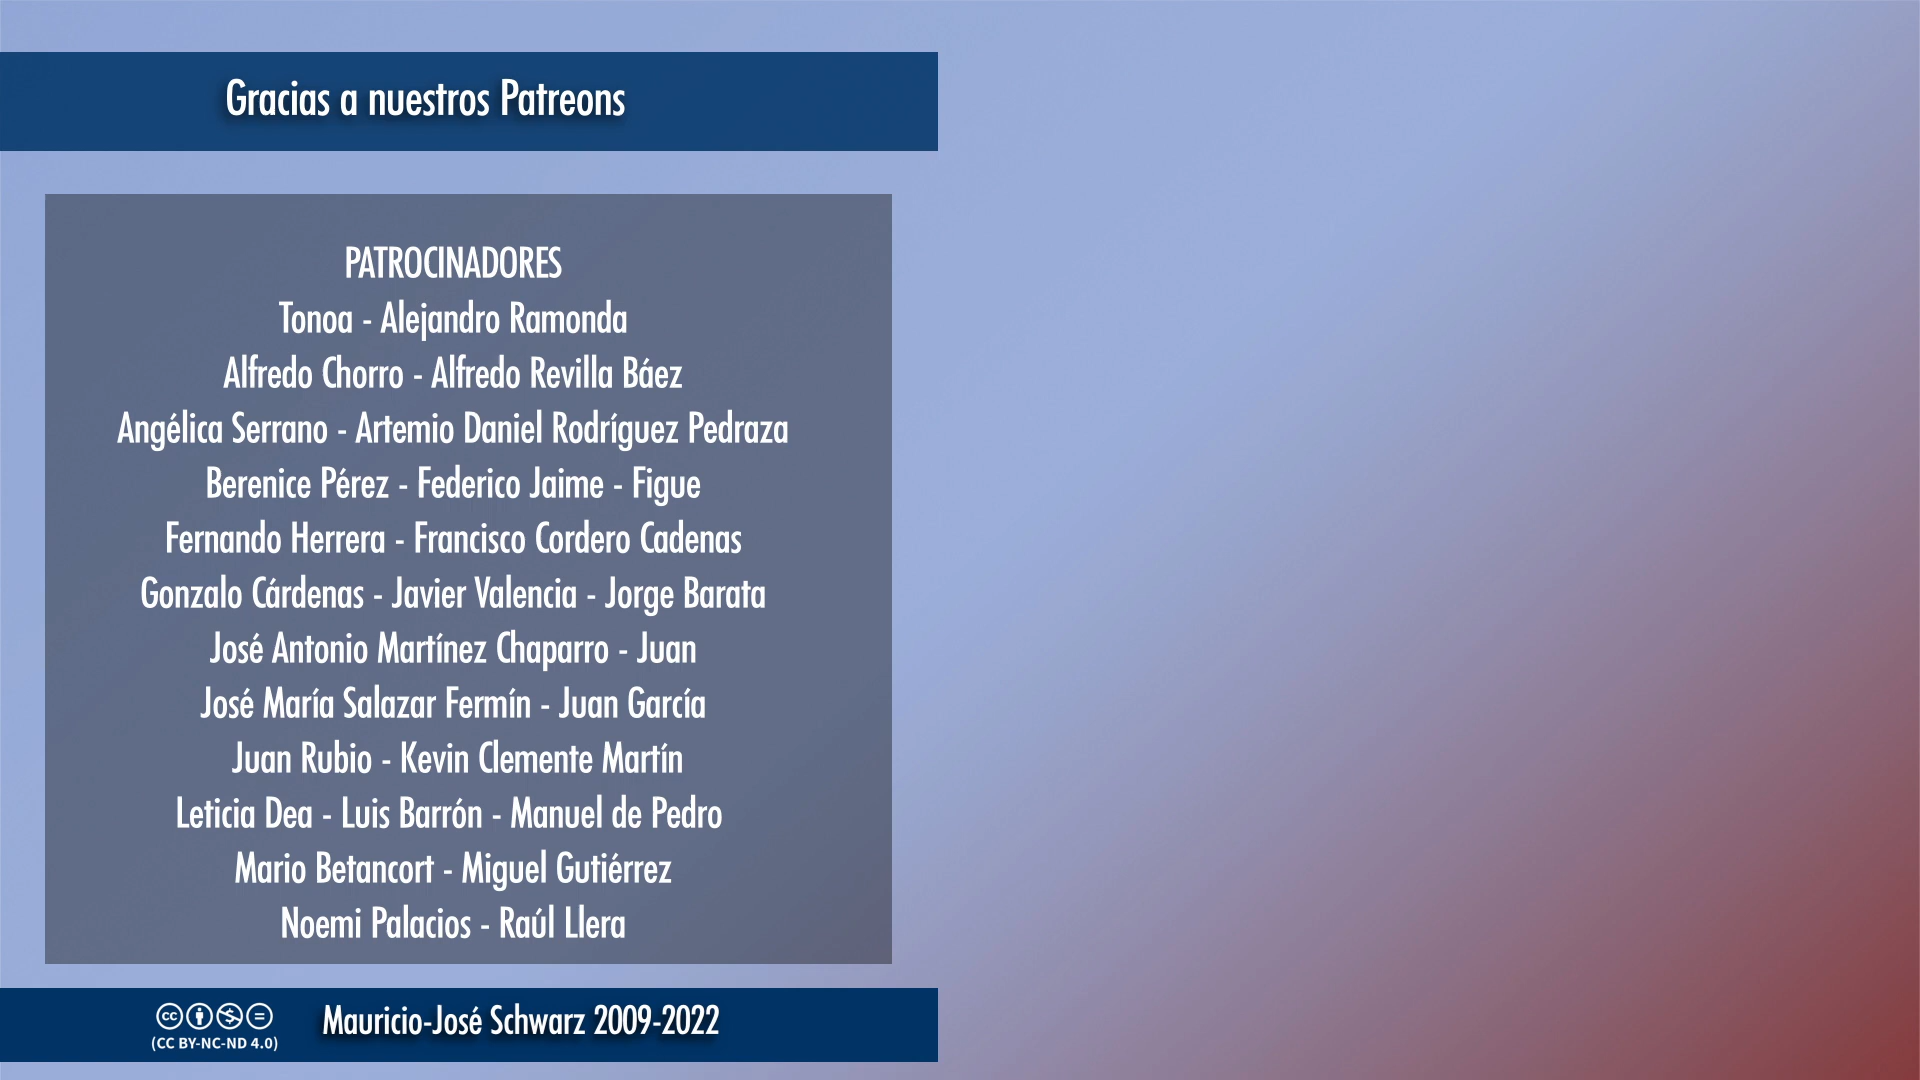 Gracias a nuestros Patreons
PATROCINADORES
Tonoa - Alejandro Ramonda
Alfredo Chorro - Alfredo Revilla Báez
Angélica Serrano - Artemio Daniel Rodríguez Pedraza
Berenice Pérez - Federico Jaime - Figue
Fernando Herrera - Francisco Cordero Cadenas
Gonzalo Cárdenas - Javier Valencia - Jorge Barata
José Antonio Martínez Chaparro - Juan
José María Salazar Fermín - Juan García
Juan Rubio - Kevin Clemente Martín
Leticia Dea - Luis Barrón - Manuel de Pedro
Mario Betancort - Miguel Gutiérrez
Noemi Palacios - Raúl Llera
cc
(CC BY-NC-ND 4.0)
Mauricio-José Schwarz 2009-2022